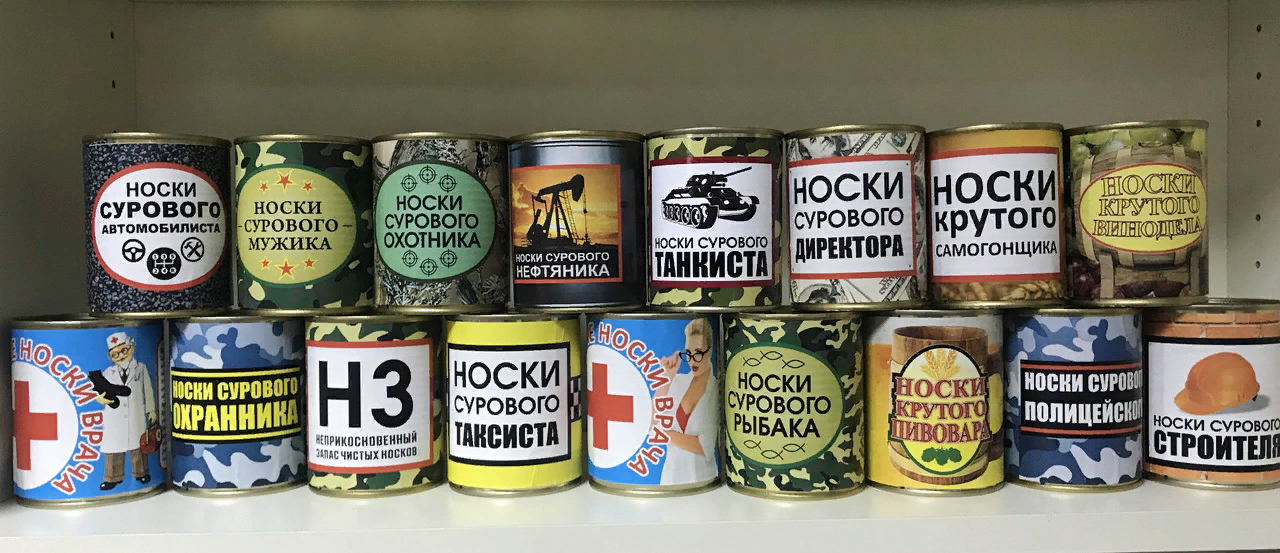 НОСКИ
СУРОВОГО
АВТОМОБИЛИСТА
НОСКИ
СУРОВОГО
МУЖИКА
НОСКИ
СУРОВОГО
ОХОТНИКА
НОСКИ СУРОВОГО
НЕФТЯНИКА
НОСКИ СУРОВОГО
ТАНКИСТА
НОСКИ
СУРОВОГО
ДИРЕКТОРА
НОСКИ
крутого
САМОГОНЩИКА
НОСКИ
КРУТОГО
ВИНОДЕЛА
Е НОСКИ ВРАЧА
НОСКИ СУРОВОГО
ОХРАННИКА
НЗ
НЕПРИКОСНОВЕННЫЙ
ЗАПАС ЧИСТЫХ НОСКОВ
НОСКИ
СУРОВОГО
ТАКСИСТА
Е НОСКИ ВРАЧА
НОСКИ
СУРОВОГО
РЫБАКА
НОСКИ
КРУТОГО
ПИВОВАРА
НОСКИ СУРОВОГ
ПОЛИЦЕЙСКОГ
НОСКИ СУРОВОГО
СТРОИТЕЛЯ